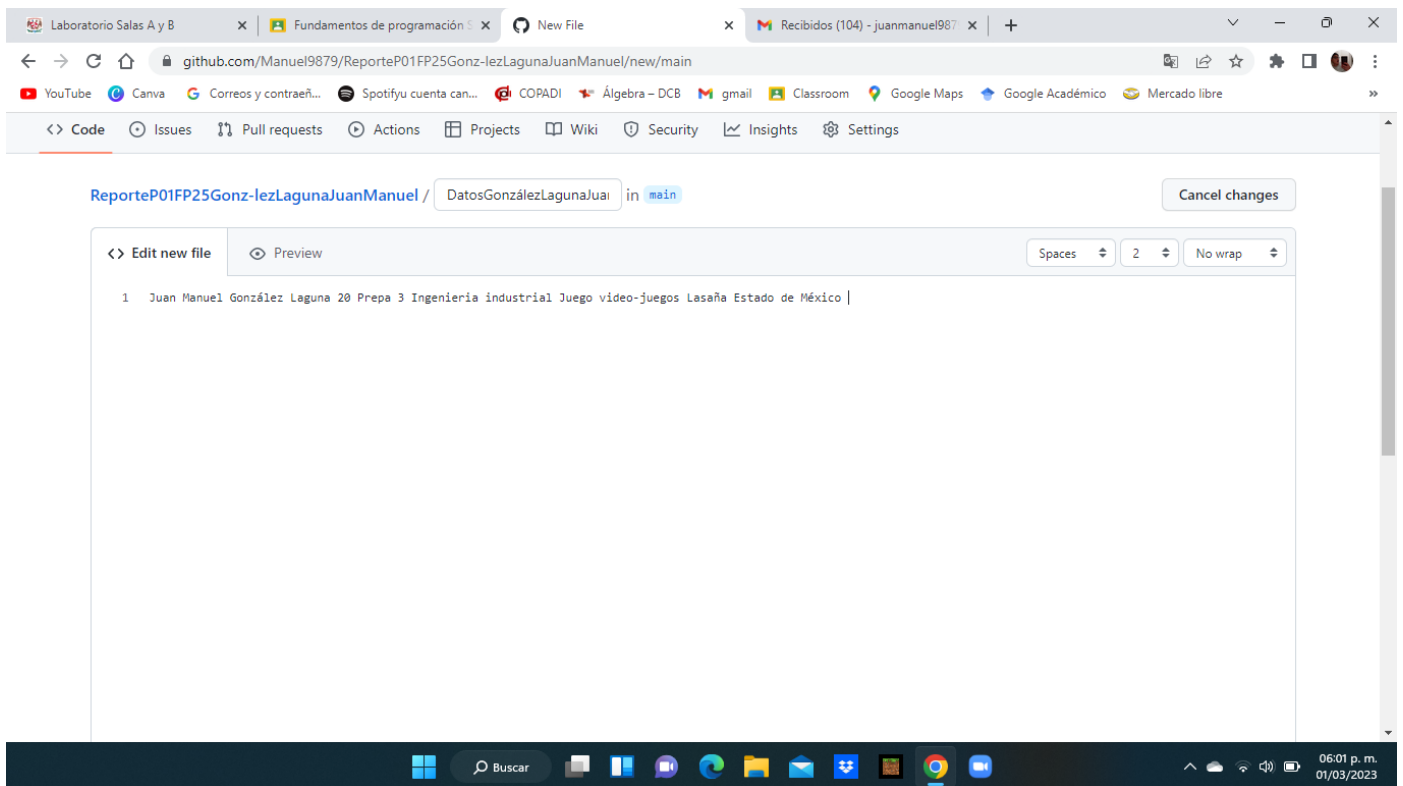 Laboratorio Salas A y B
Fundamentos de programación S
New File
Recibidos (104) - juanmanuel987
github.com/Manuel9879/ReporteP01FP25Gonz-lezLagunaJuanManuel/new/main
YouTube Canva Correos y contraeñ... Spotifyu cuenta can... COPADI Álgebra – DCB gmail Classroom Google Maps Google Académico Mercado libre »
<> Code Issues Pull requests Actions Projects Wiki Security Insights Settings
ReporteP01FP25Gonz-lezLagunaJuanManuel / DatosGonzálezLagunaJuan in main Cancel changes
<> Edit new file Preview Spaces 2 No wrap
1 Juan Manuel González Laguna 20 Prepa 3 Ingenieria industrial Juego video-juegos Lasaña Estado de México
Buscar
06:01 p. m.
01/03/2023